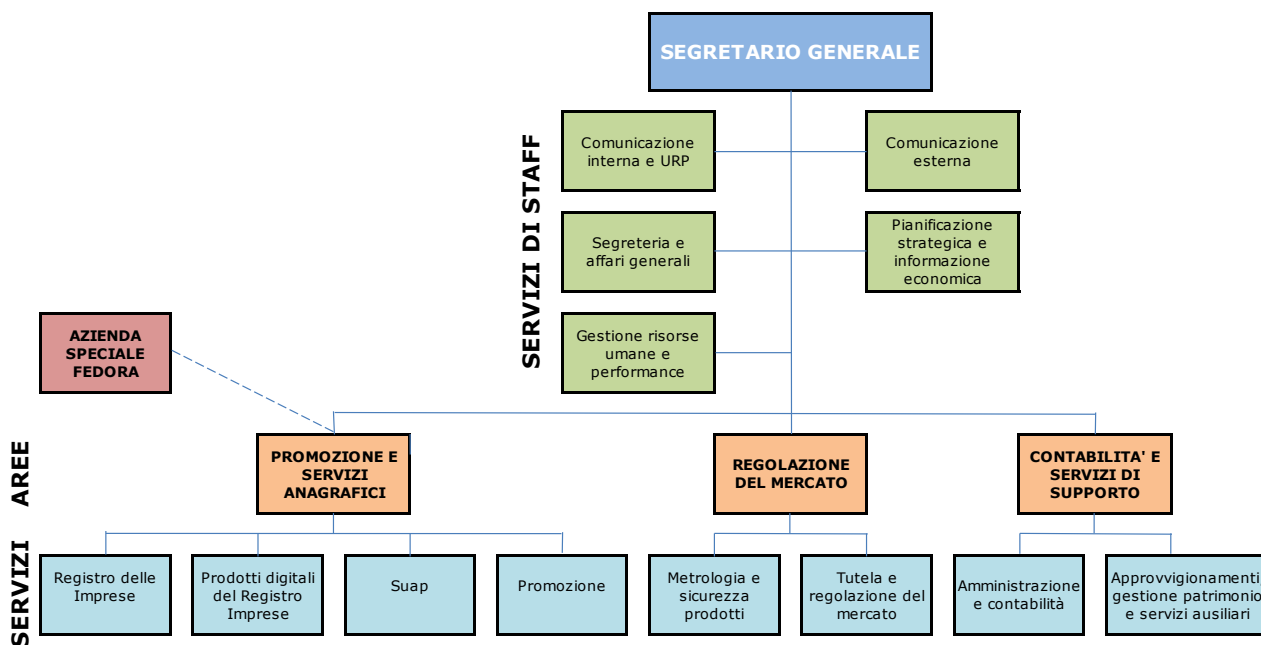 SEGRETARIO GENERALE
SERVIZI DI STAFF
Comunicazione
interna e URP
Comunicazione
esterna
Segreteria e
affari generali
Pianificazione
strategica e
informazione
economica
Gestione risorse
umane e
performance
AZIENDA
SPECIALE
FEDORA
AREE
PROMOZIONE E
SERVIZI
ANAGRAFICI
REGOLAZIONE
DEL MERCATO
CONTABILITA' E
SERVIZI DI
SUPPORTO
SERVIZI
Registro delle
Imprese
Prodotti digitali
del Registro
Imprese
Suap
Promozione
Metrologia e
sicurezza
prodotti
Tutela e
regolazione del
mercato
Amministrazione
e contabilità
Approvvigionamenti,
gestione patrimonio
e servizi ausiliari